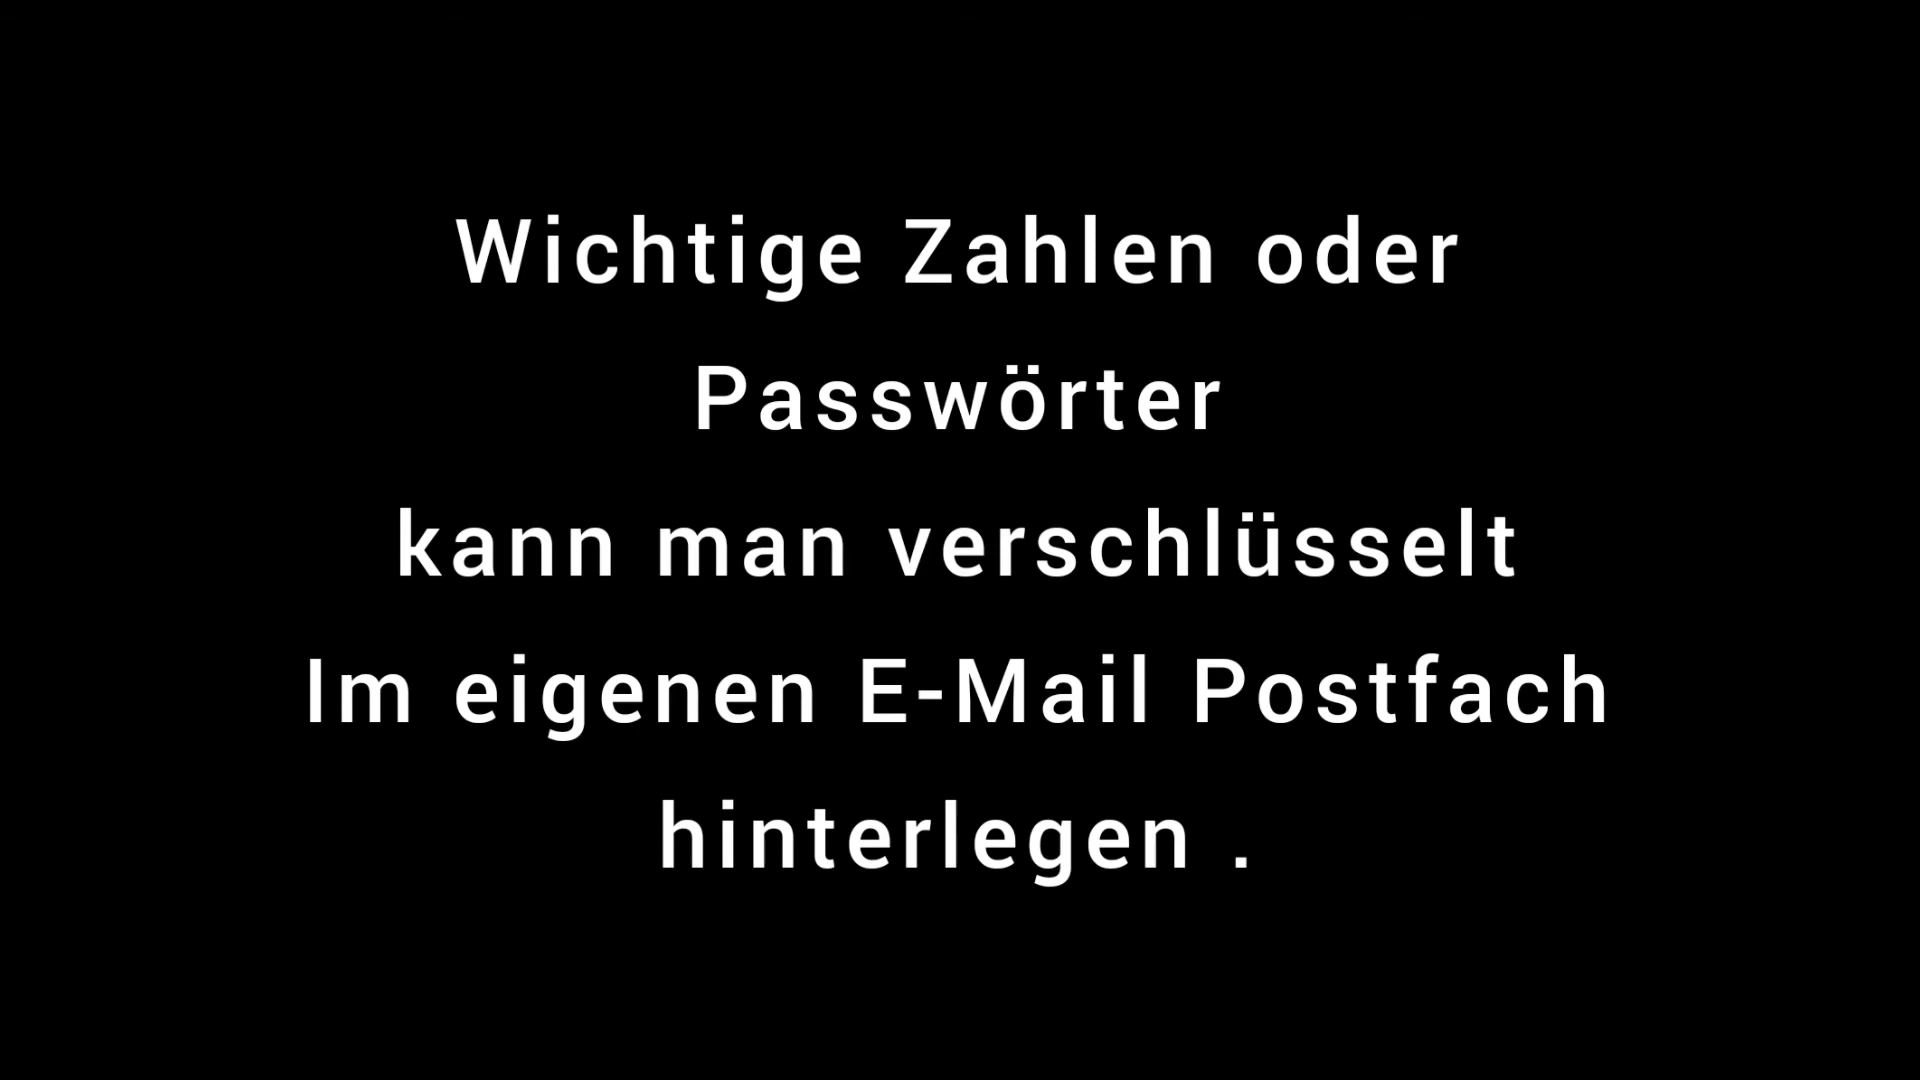 Wichtige Zahlen oder
Passwörter
kann man verschlüsselt
Im eigenen E-Mail Postfach
hinterlegen .